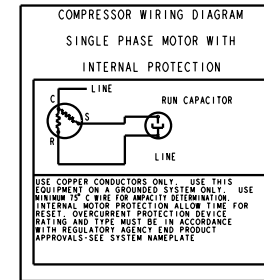 COMPRESSOR WIRING DIAGRAM
SINGLE PHASE MOTOR WITH
INTERNAL PROTECTION
LINE
C
S
R
RUN CAPACITOR
LINE
USE COPPER CONDUCTORS ONLY. USE THIS
EQUIPMENT ON A GROUNDED SYSTEM ONLY. USE
MINIMUM 75° C WIRE FOR AMPACITY DETERMINATION.
INTERNAL MOTOR PROTECTION ALLOW TIME FOR
RESET. OVERCURRENT PROTECTION DEVICE
RATING AND TYPE MUST BE IN ACCORDANCE
WITH REGULATORY AGENCY END PRODUCT
APPROVALS-SEE SYSTEM NAMEPLATE